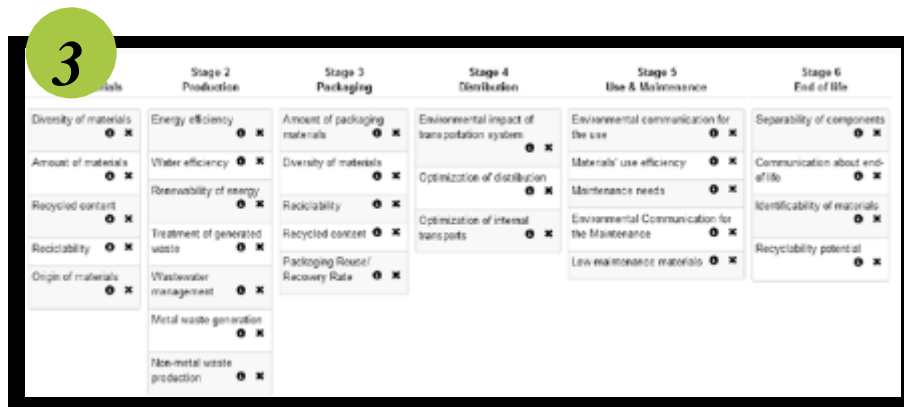 3
Stage 2
Production
Stage 3
Packaging
Stage 4
Distribution
Stage 5
Use & Maintenance
Stage 6
End of life
Diversity of materials
Amount of materials
Recycled content
Reciclability
Origin of materials
Energy efficiency
Water efficiency
Renewability of energy
Treatment of generated
waste
Wastewater
management
Metal waste generation
Non-metal waste
production
Amount of packaging
materials
Diversity of materials
Reciclability
Recycled content
Packaging Reuse/
Recovery Rate
Environmental impact of
transportation system
Optimization of distribution
Optimization of internal
transports
Environmental communication for
the use
Materials' use efficiency
Maintenance needs
Environmental Communication for
the Maintenance
Low maintenance materials
Separability of components
Communication about end-
of life
Identificability of materials
Recyclability potential